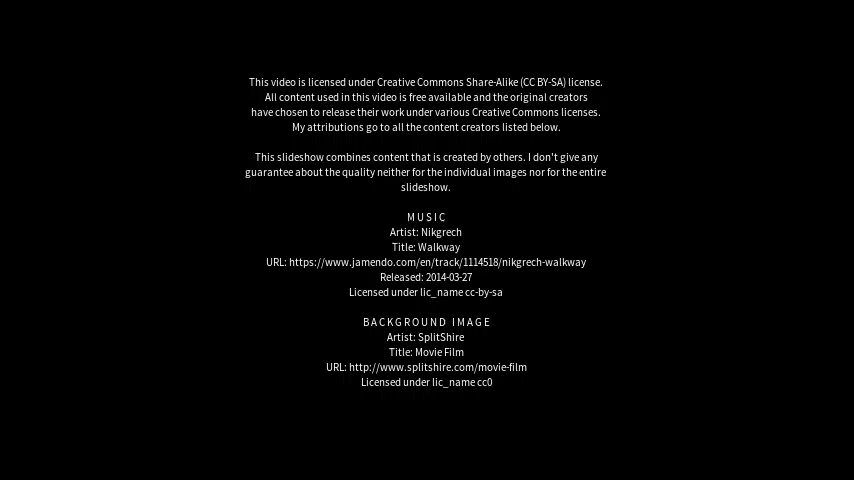 This video is licensed under Creative Commons Share-Alike (CC BY-SA) license.
All content used in this video is free available and the original creators
have chosen to release their work under various Creative Commons licenses.
My attributions go to all the content creators listed below.
This slideshow combines content that is created by others. I don't give any
guarantee about the quality neither for the individual images nor for the entire
slideshow.
MUSIC
Artist: Nikgrech
Title: Walkway
URL: https://www.jamendo.com/en/track/1114518/nikgrech-walkway
Released: 2014-03-27
Licensed under lic_name cc-by-sa
BACKGROUND IMAGE
Artist: SplitShire
Title: Movie Film
URL: http://www.splitshire.com/movie-film
Licensed under lic_name cc0